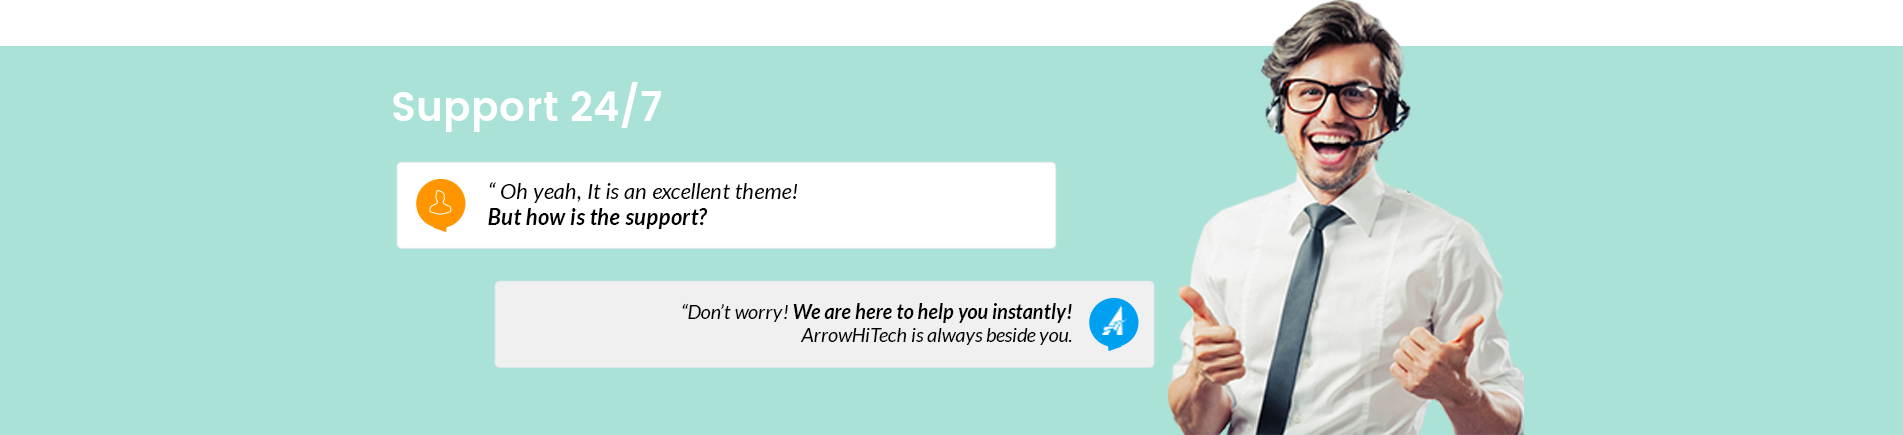 Support 24/7
“ Oh yeah, It is an excellent theme!
But how is the support?
“Don’t worry! We are here to help you instantly!
ArrowHiTech is always beside you.